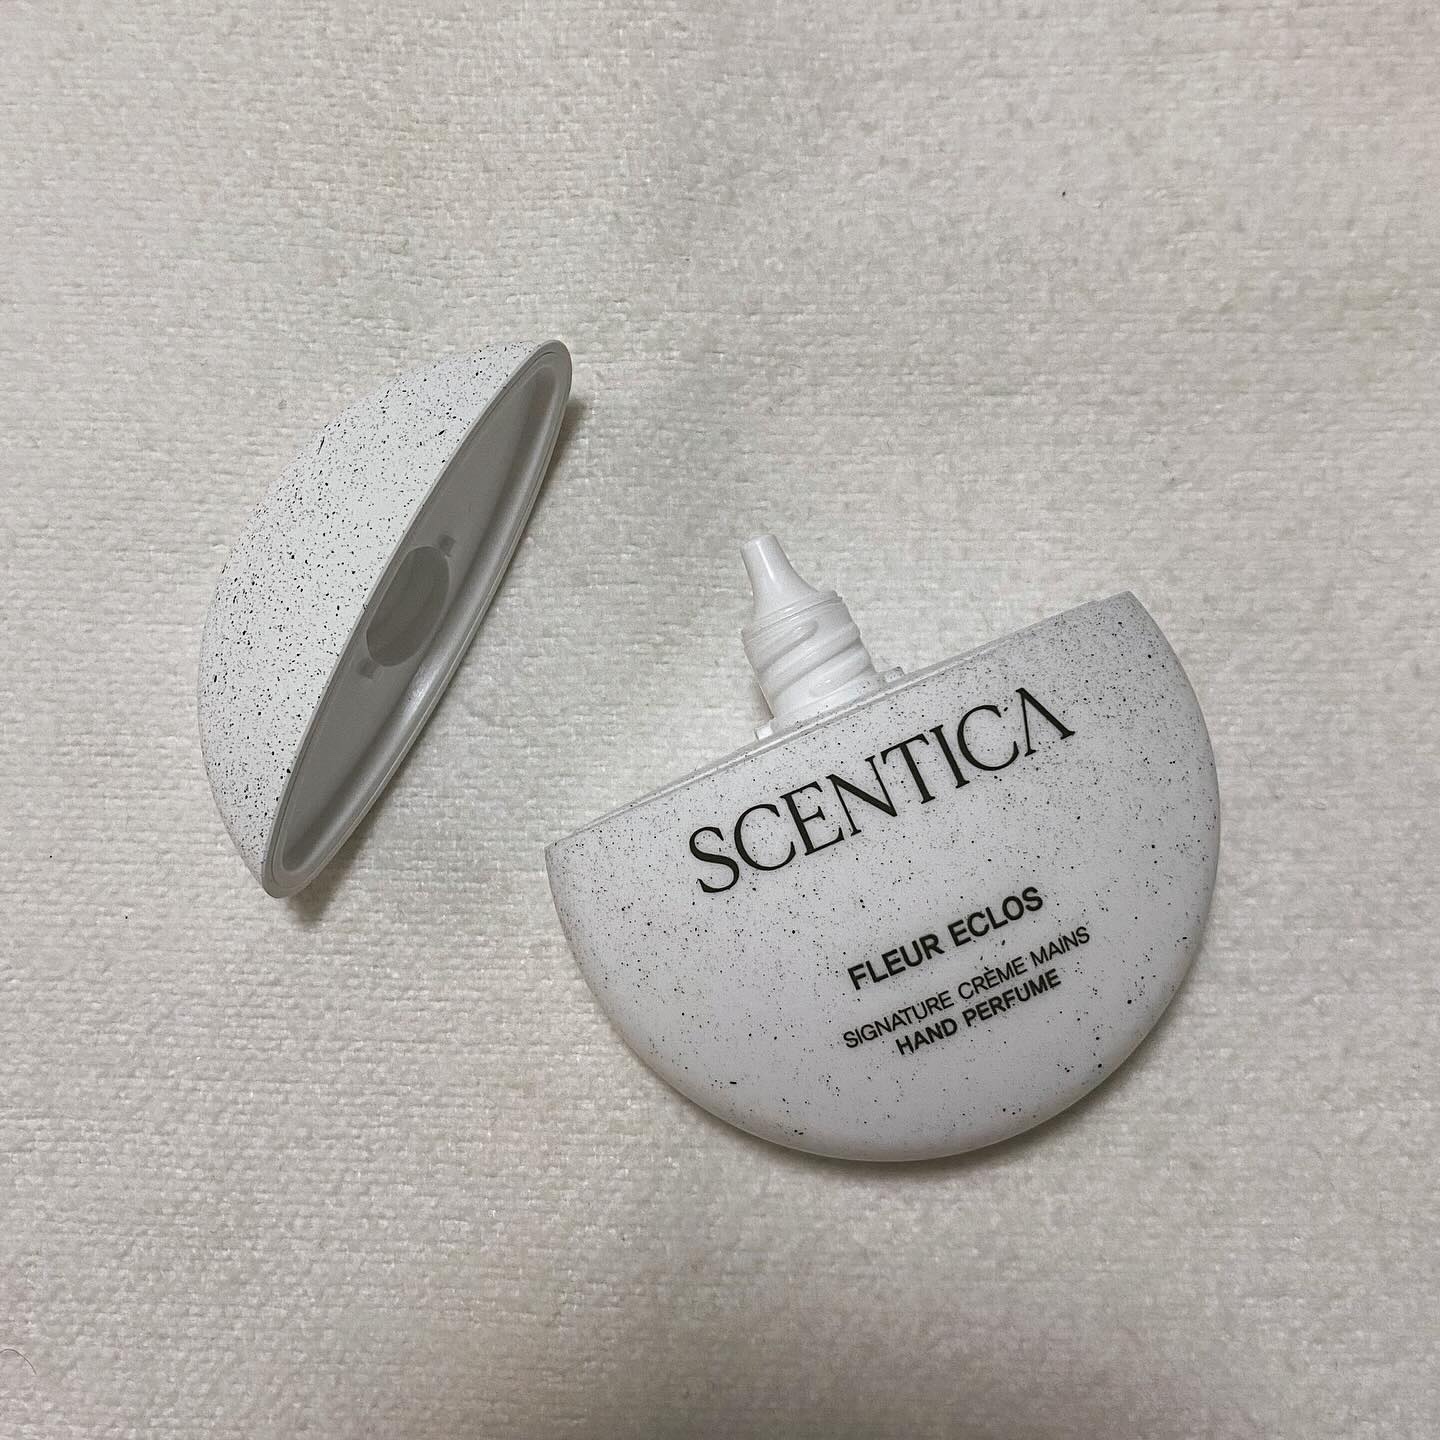 SCENTICA
FLEUR ECLOS
SIGNATURE CRÈME MAINS
HAND PERFUME